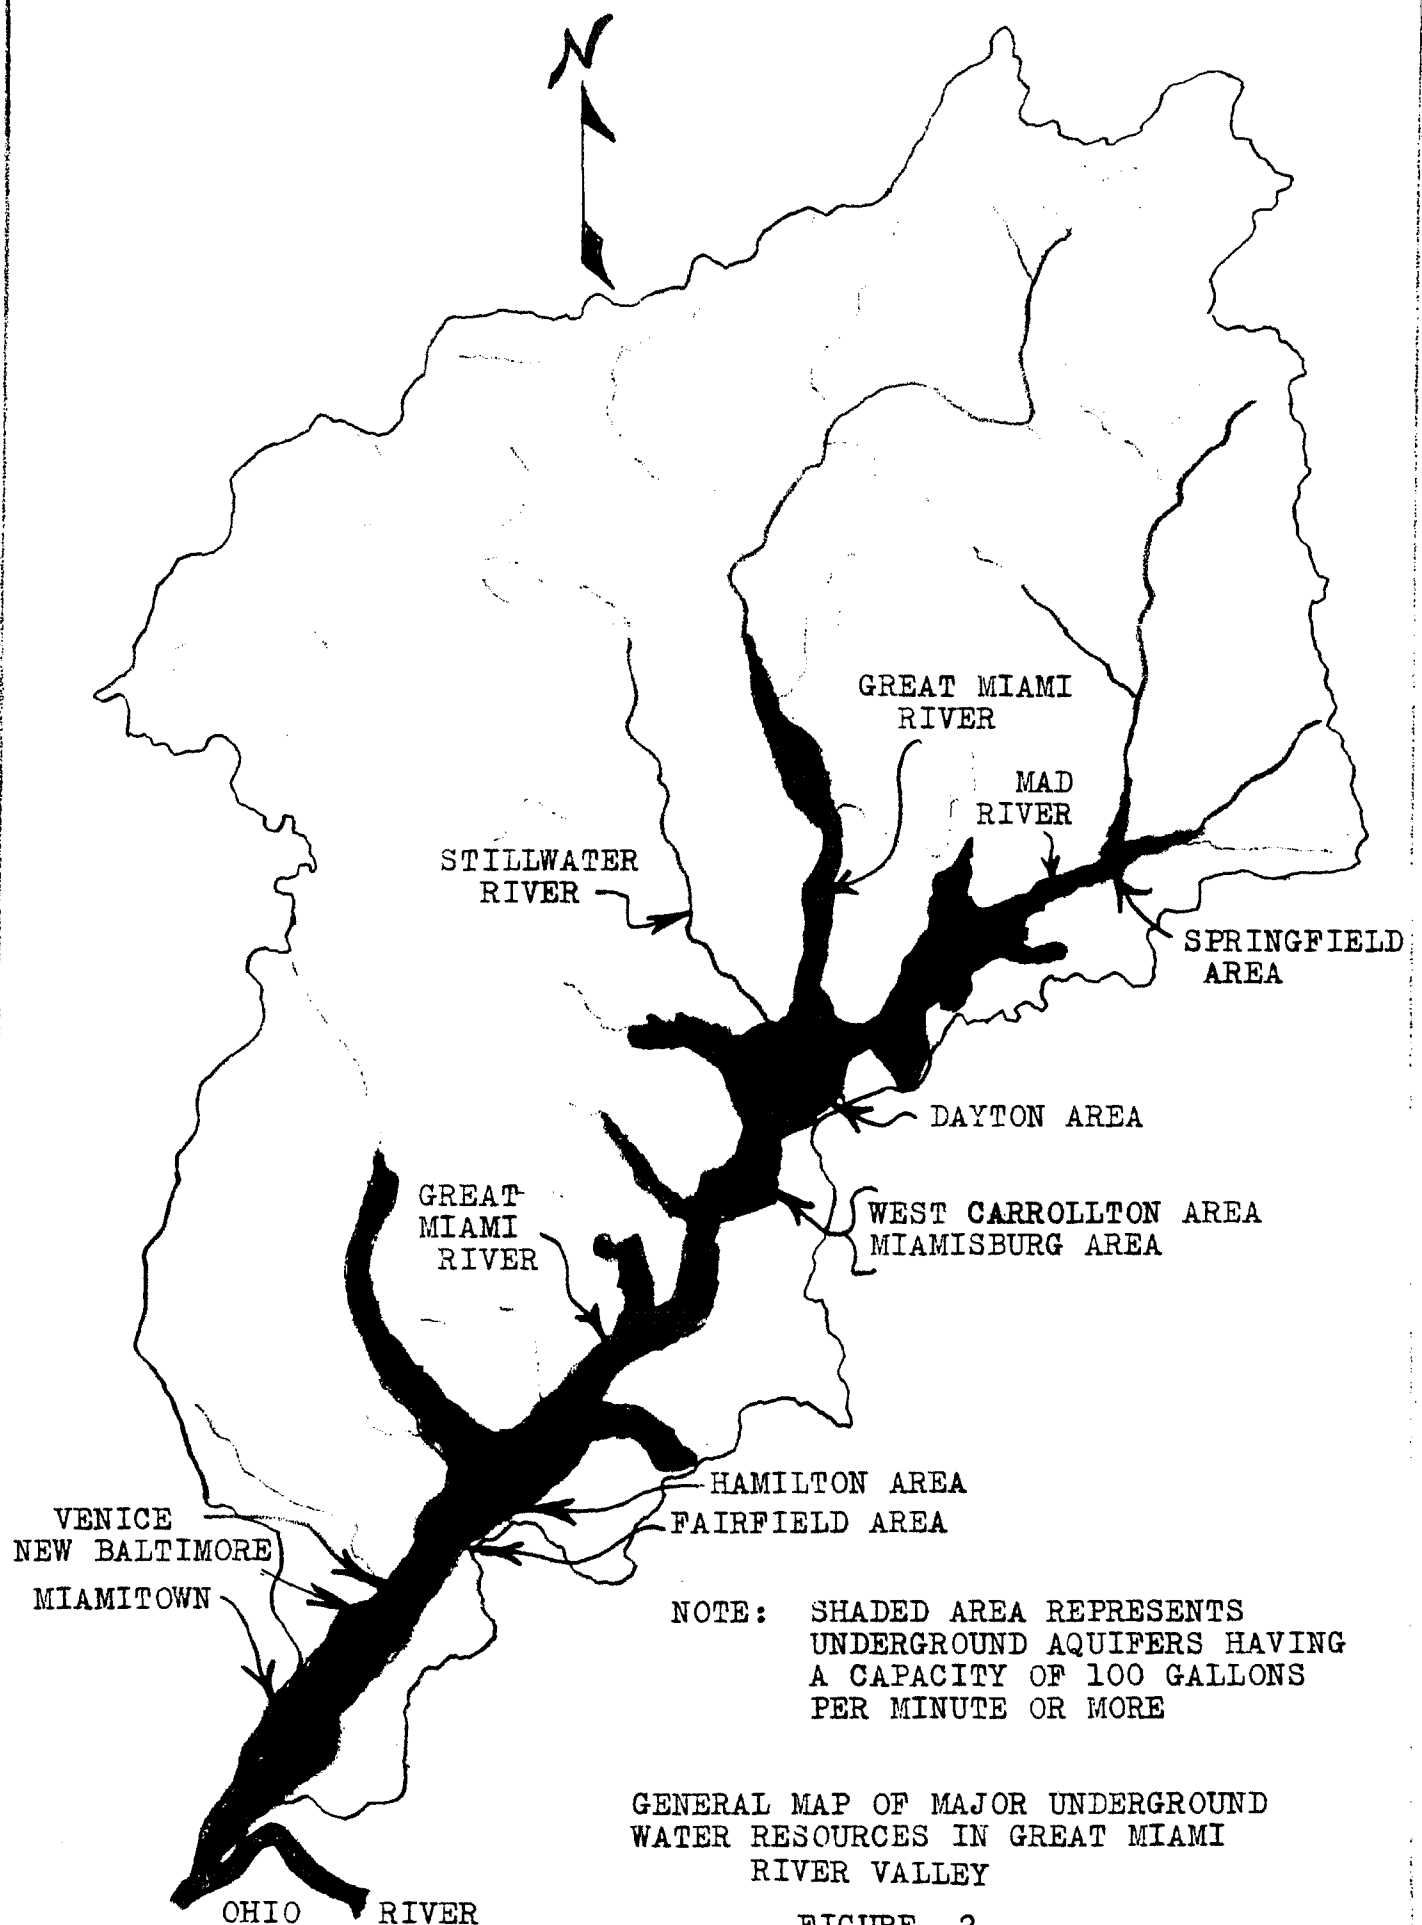 N
GREAT MIAMI
RIVER
MAD
RIVER
STILLWATER
RIVER
SPRINGFIELD
AREA
DAYTON AREA
GREAT
MIAMI
RIVER
WEST CARROLLTON AREA
MIAMISBURG AREA
HAMILTON AREA
FAIRFIELD AREA
VENICE
NEW BALTIMORE
MIAMITOWN
NOTE: SHADED AREA REPRESENTS
UNDERGROUND AQUIFERS HAVING
A CAPACITY OF 100 GALLONS
PER MINUTE OR MORE
GENERAL MAP OF MAJOR UNDERGROUND
WATER RESOURCES IN GREAT MIAMI
RIVER VALLEY
OHIO RIVER
FIGURE